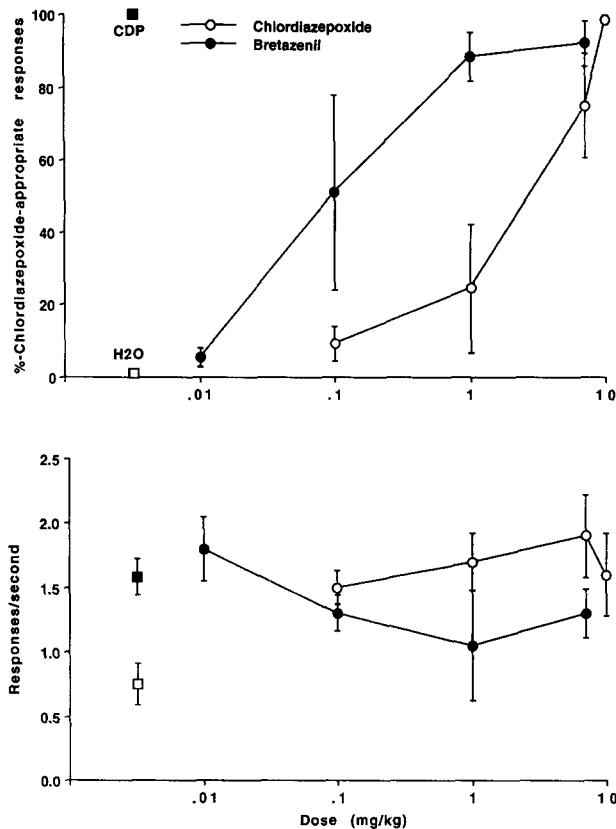 %-Chlordiazepoxide-appropriate responses
100
80
60
40
20
0
CDP
H2O
Chlordiazepoxide
Bretazenil
.01
.1
1
10
Responses/second
2.5
2.0
1.5
1.0
0.5
0.0
.01
.1
1
10
Dose (mg/kg)